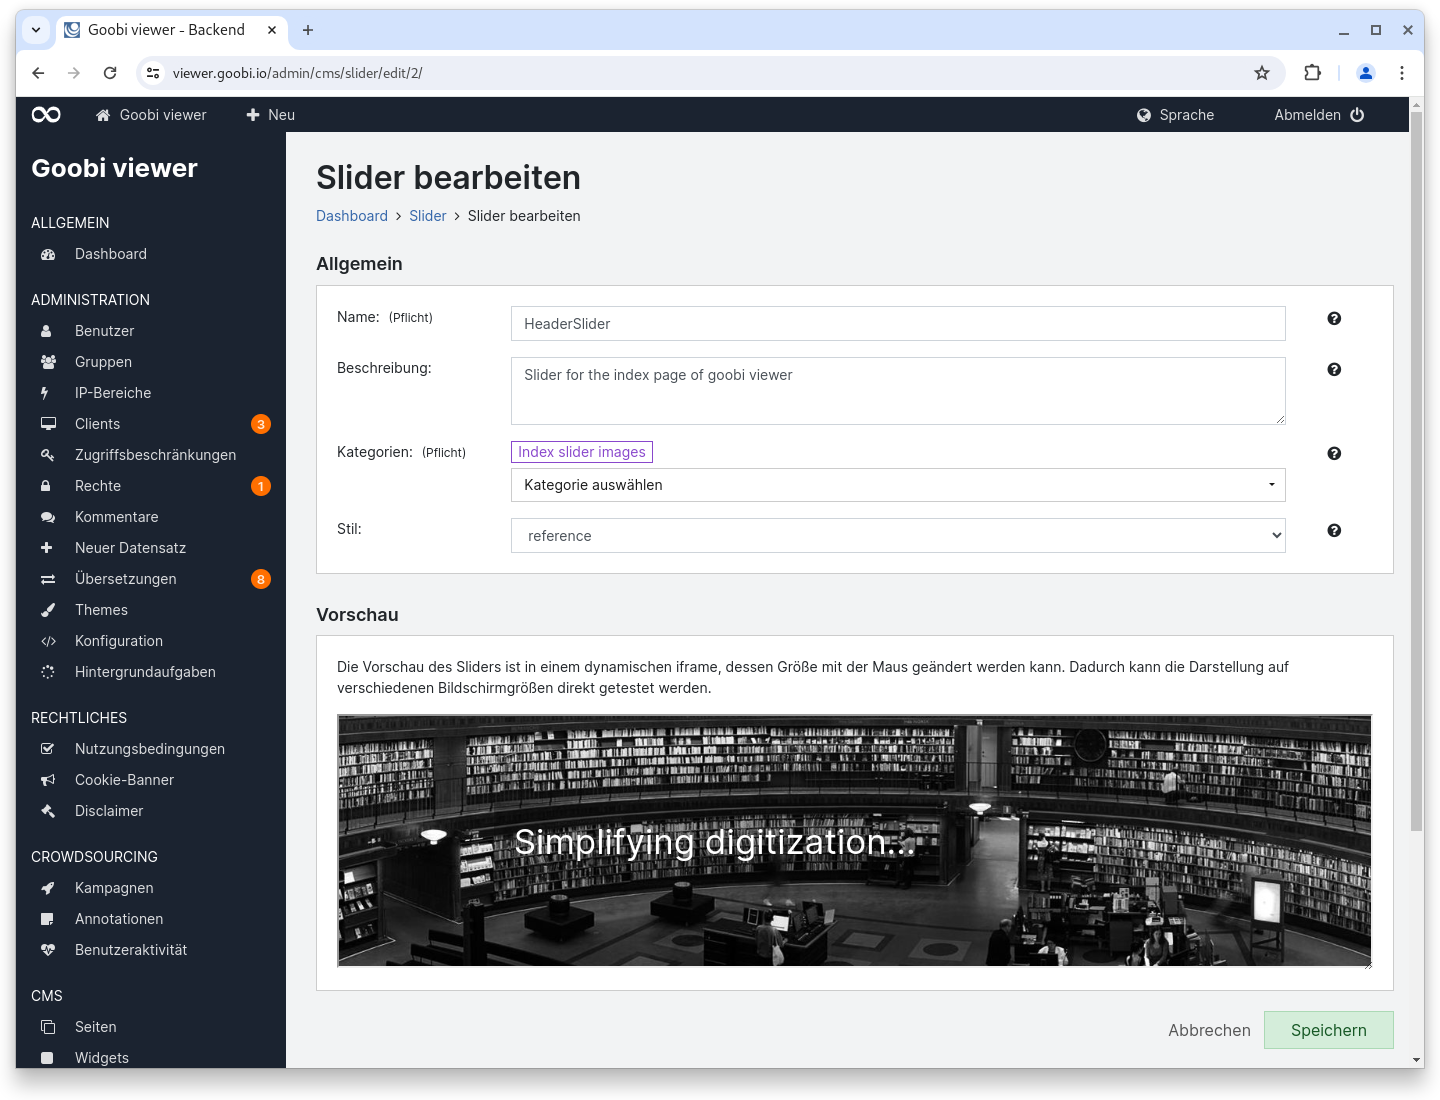 Goobi viewer - Backend
viewer.goobi.io/admin/cms/slider/edit/2/
Goobi viewer
Neu
Sprache
Abmelden
Goobi viewer
ALLGEMEIN
Dashboard
ADMINISTRATION
Benutzer
Gruppen
IP-Bereiche
Clients 3
Zugriffsbeschränkungen
Rechte 1
Kommentare
Neuer Datensatz
Übersetzungen 8
Themes
Konfiguration
Hintergrundaufgaben
RECHTLICHES
Nutzungsbedingungen
Cookie-Banner
Disclaimer
CROWDSOURCING
Kampagnen
Annotationen
Benutzeraktivität
CMS
Seiten
Widgets
Slider bearbeiten
Dashboard > Slider > Slider bearbeiten
Allgemein
Name: (Pflicht)
HeaderSlider
Beschreibung:
Slider for the index page of goobi viewer
Kategorien: (Pflicht)
Index slider images
Kategorie auswählen
Stil:
reference
Vorschau
Die Vorschau des Sliders ist in einem dynamischen iframe, dessen Größe mit der Maus geändert werden kann. Dadurch kann die Darstellung auf
verschiedenen Bildschirmgrößen direkt getestet werden.
Simplifying digitization...
Abbrechen
Speichern